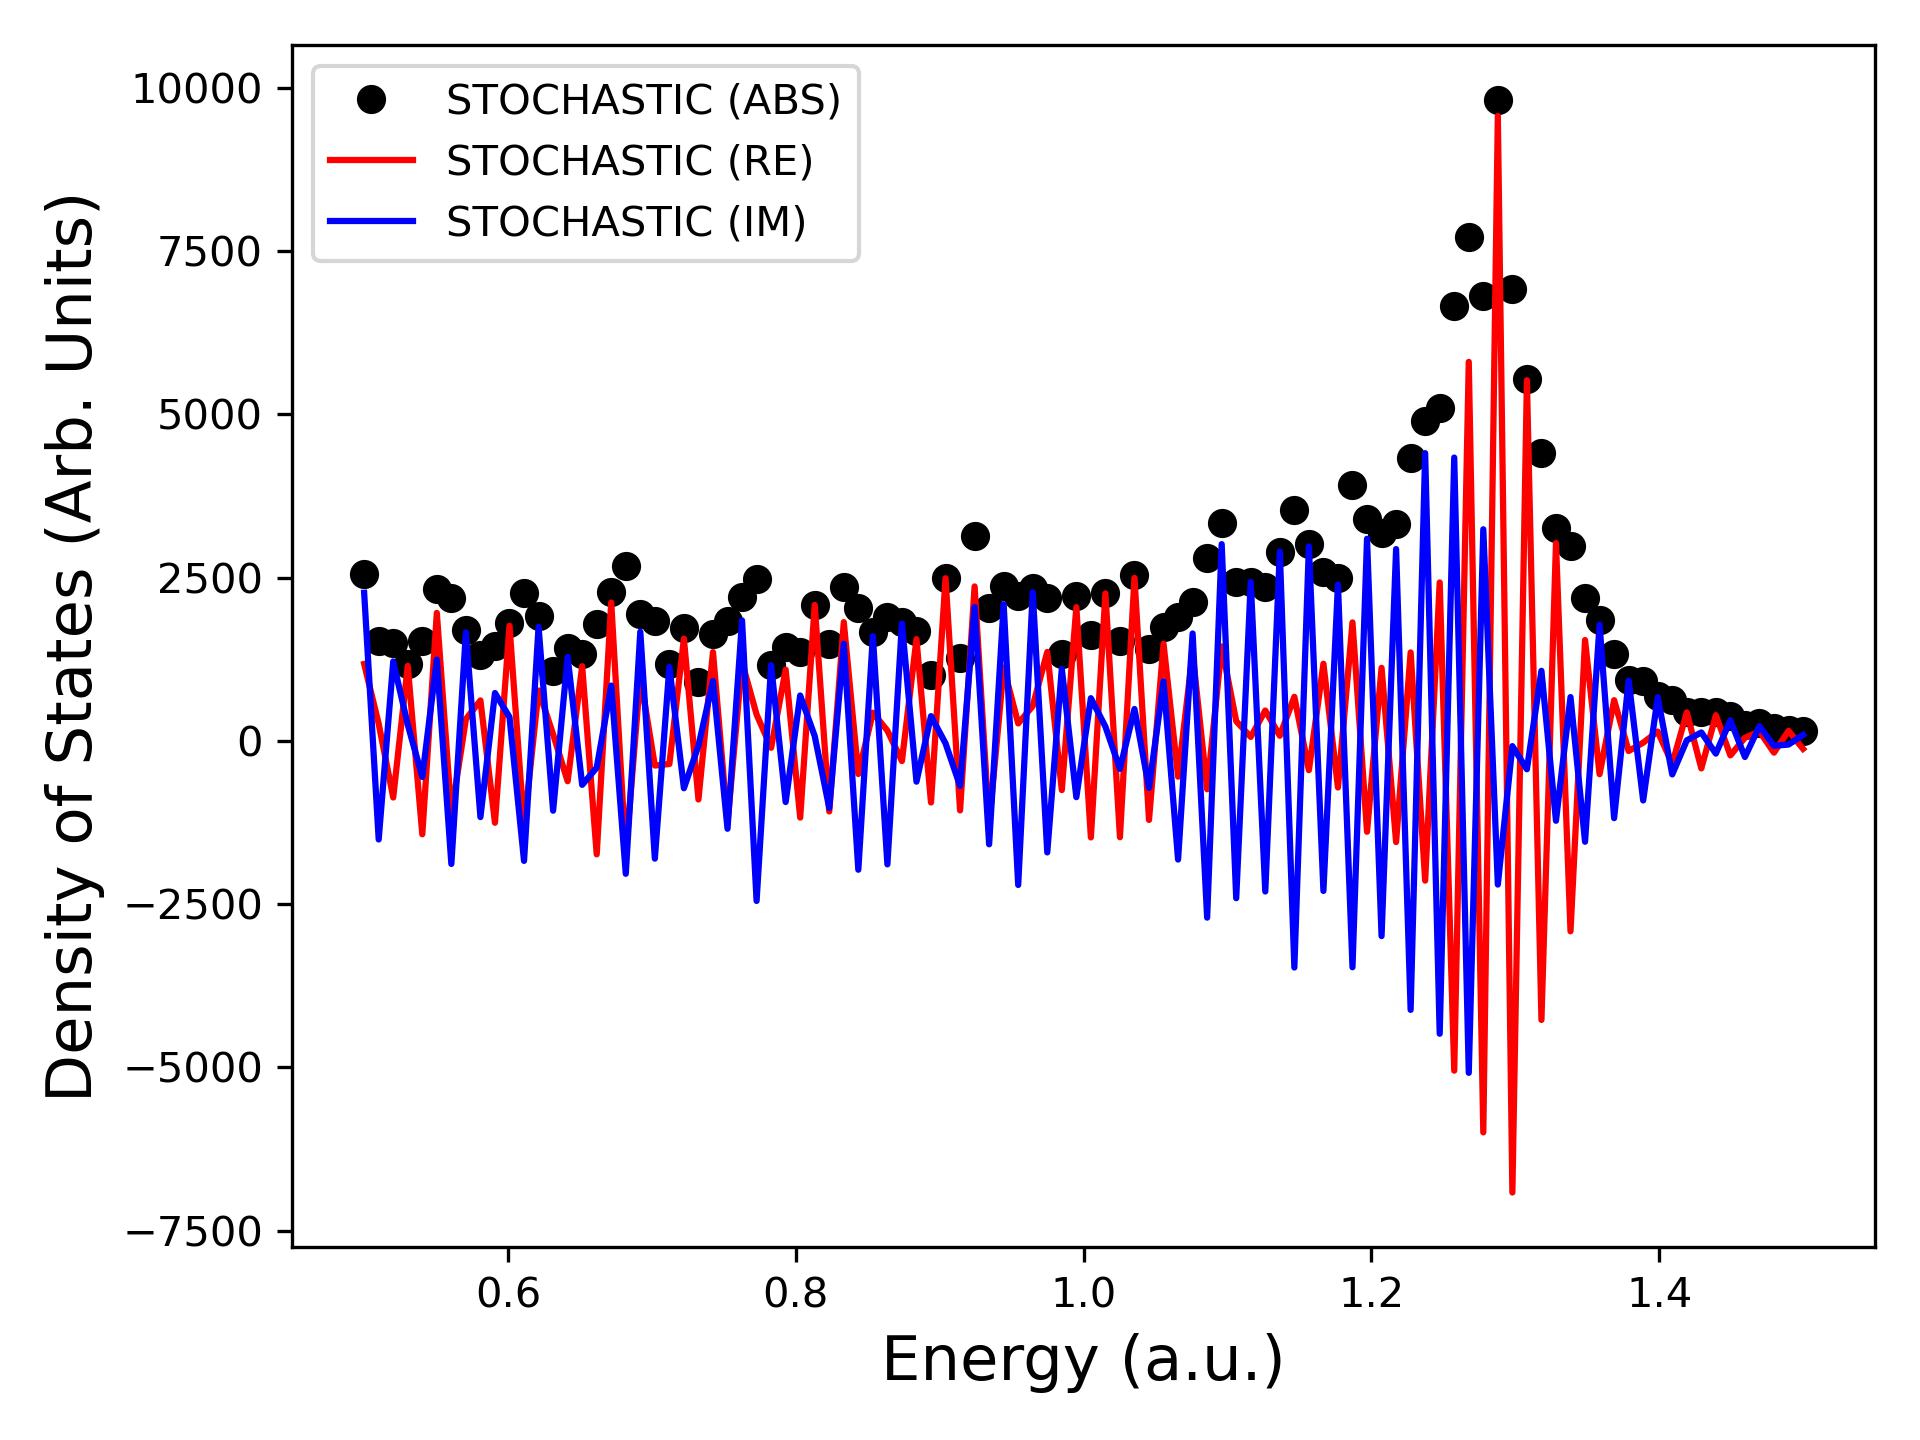 STOCHASTIC (ABS)
STOCHASTIC (RE)
STOCHASTIC (IM)
Density of States (Arb. Units)
10000
7500
5000
2500
0
−2500
−5000
−7500
0.6 0.8 1.0 1.2 1.4
Energy (a.u.)